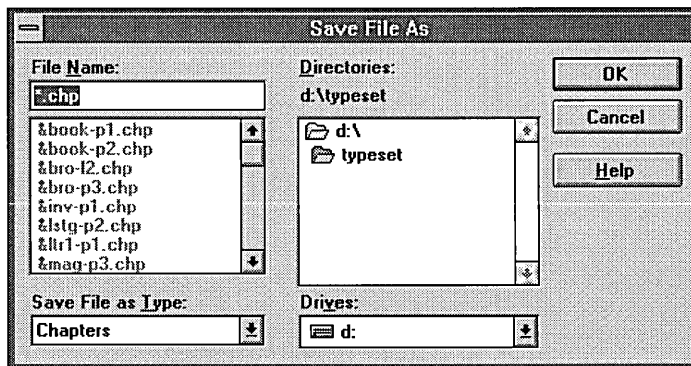 Save File As
File Name:
*.chp
&book-p1.chp
&book-p2.chp
&bro-l2.chp
&bro-p3.chp
&inv-p1.chp
&lstg-p2.chp
&ltr1-p1.chp
&mag-p3.chp
Save File as Type:
Chapters
Directories:
d:\typeset
d:\
typeset
Drives:
d:
OK
Cancel
Help